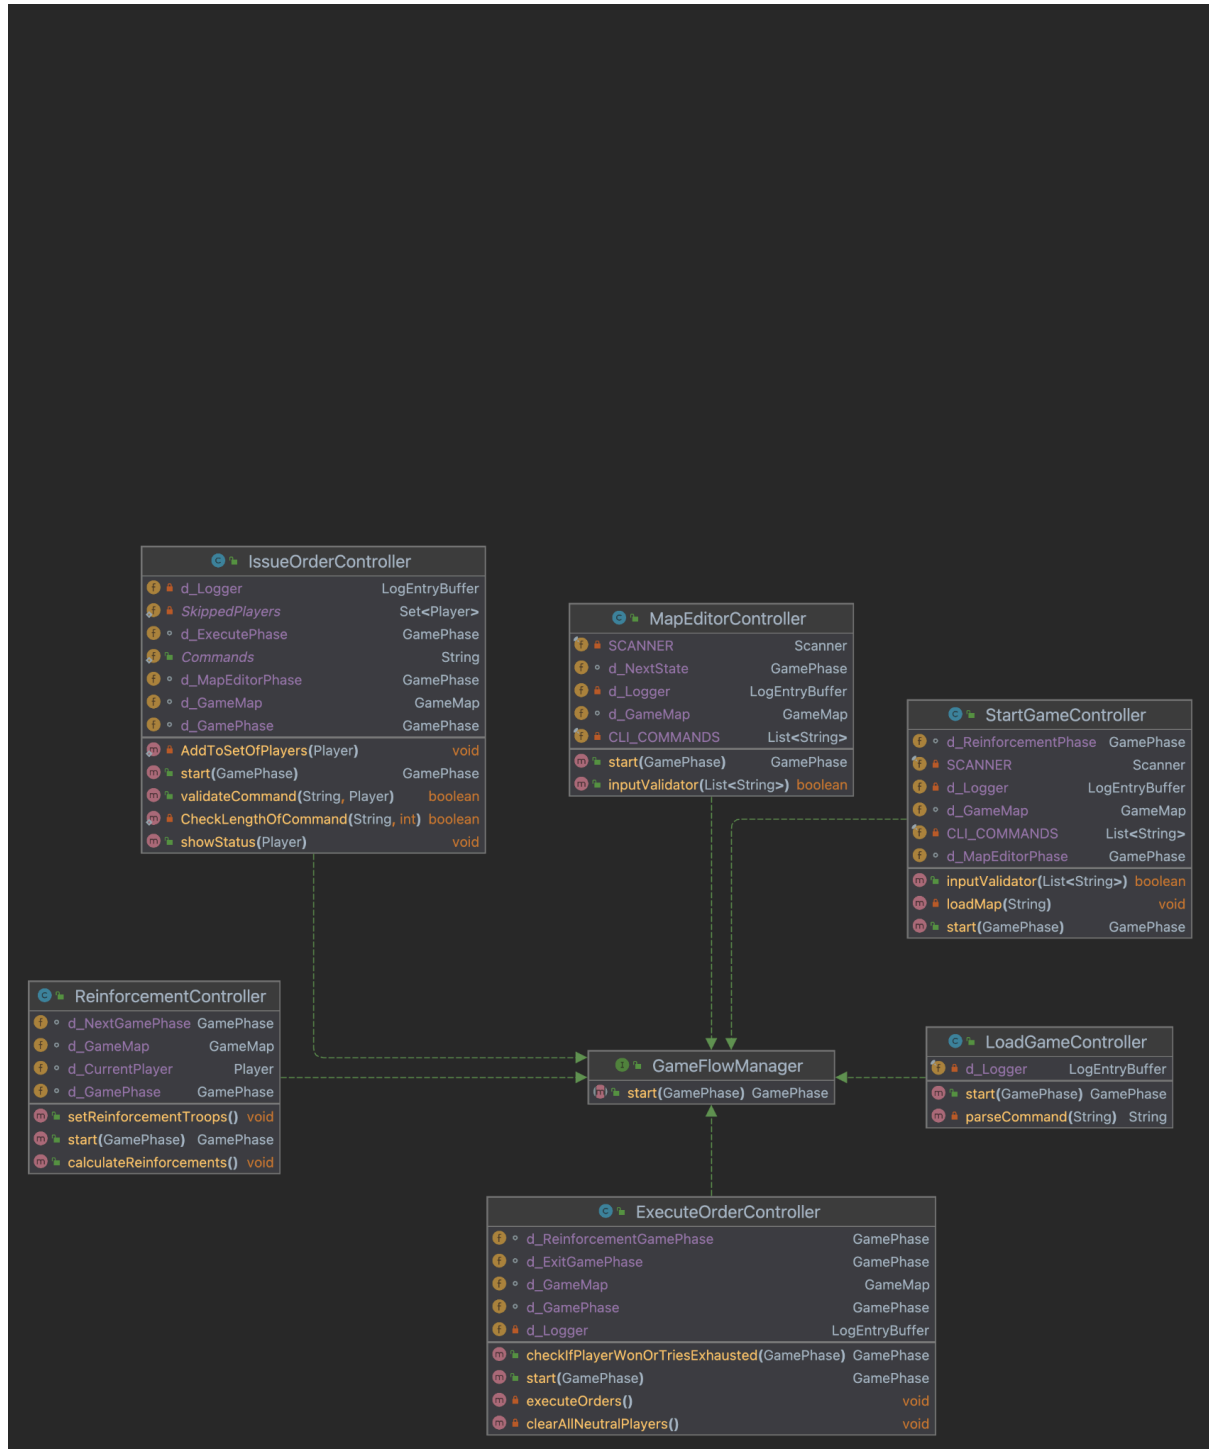 IssueOrderController
d_Logger LogEntryBuffer
SkippedPlayers Set<Player>
d_ExecutePhase GamePhase
Commands String
d_MapEditorPhase GamePhase
d_GameMap GameMap
d_GamePhase GamePhase
AddToSetOfPlayers(Player) void
start(GamePhase) GamePhase
validateCommand(String, Player) boolean
CheckLengthOfCommand(String, int) boolean
showStatus(Player) void
MapEditorController
SCANNER Scanner
d_NextState GamePhase
d_Logger LogEntryBuffer
d_GameMap GameMap
CLI_COMMANDS List<String>
start(GamePhase) GamePhase
inputValidator(List<String>) boolean
StartGameController
d_ReinforcementPhase GamePhase
SCANNER Scanner
d_Logger LogEntryBuffer
d_GameMap GameMap
CLI_COMMANDS List<String>
d_MapEditorPhase GamePhase
inputValidator(List<String>) boolean
loadMap(String) void
start(GamePhase) GamePhase
ReinforcementController
d_NextGamePhase GamePhase
d_GameMap GameMap
d_CurrentPlayer Player
d_GamePhase GamePhase
setReinforcementTroops() void
start(GamePhase) GamePhase
calculateReinforcements() void
GameFlowManager
start(GamePhase) GamePhase
LoadGameController
d_Logger LogEntryBuffer
start(GamePhase) GamePhase
parseCommand(String) String
ExecuteOrderController
d_ReinforcementGamePhase GamePhase
d_ExitGamePhase GamePhase
d_GameMap GameMap
d_GamePhase GamePhase
d_Logger LogEntryBuffer
checkIfPlayerWonOrTriesExhausted(GamePhase) GamePhase
start(GamePhase) GamePhase
executeOrders() void
clearAllNeutralPlayers() void